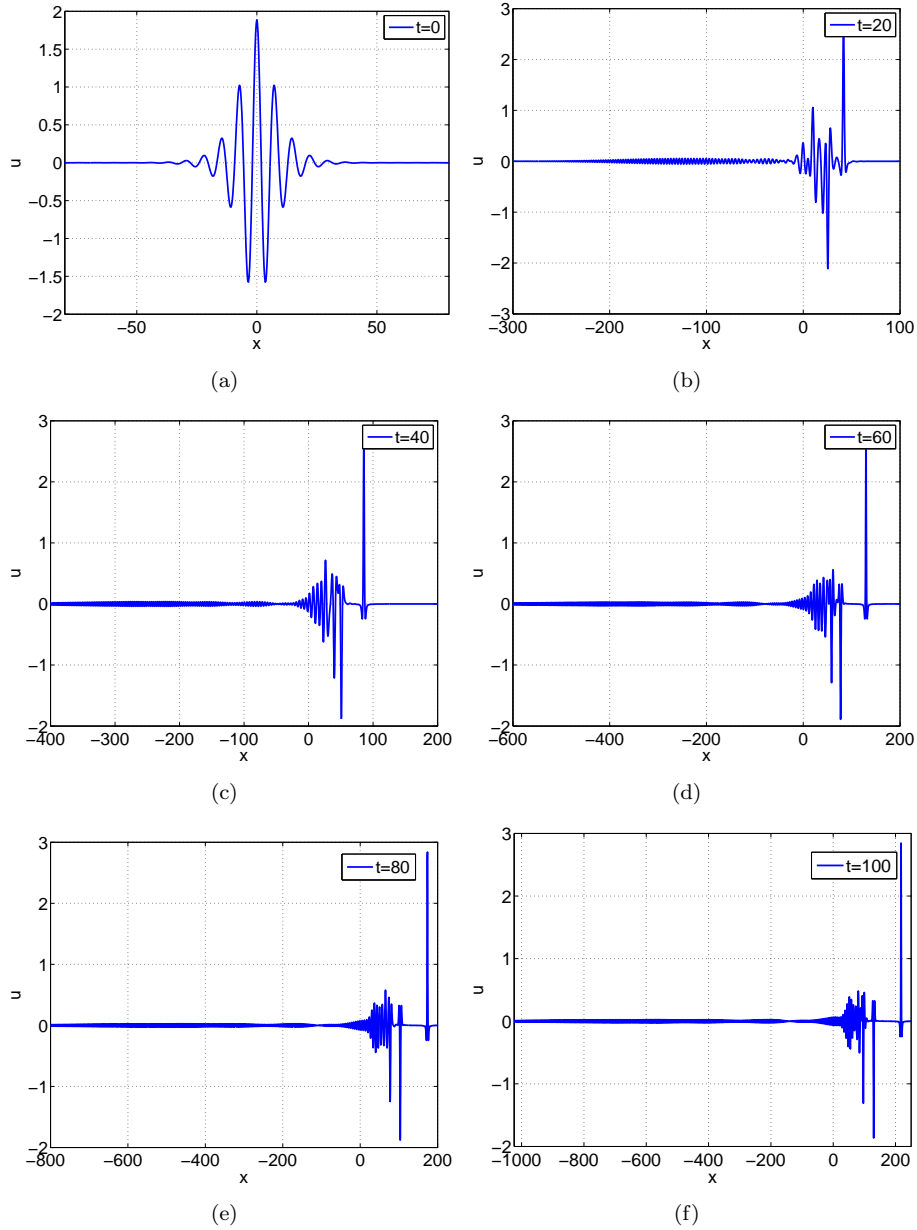 2
1.5
1
0.5
0
−0.5
−1
−1.5
−2
u
t=0
−50 0 50
x
(a)
3
2
1
0
−1
−2
−3
u
t=20
−300 −200 −100 0 100
x
(b)
3
2
1
0
−1
−2
u
t=40
−400 −300 −200 −100 0 100 200
x
(c)
3
2
1
0
−1
−2
u
t=60
−600 −400 −200 0 200
x
(d)
3
2
1
0
−1
−2
u
t=80
−800 −600 −400 −200 0 200
x
(e)
3
2
1
0
−1
−2
u
t=100
−1000 −800 −600 −400 −200 0 200
x
(f)